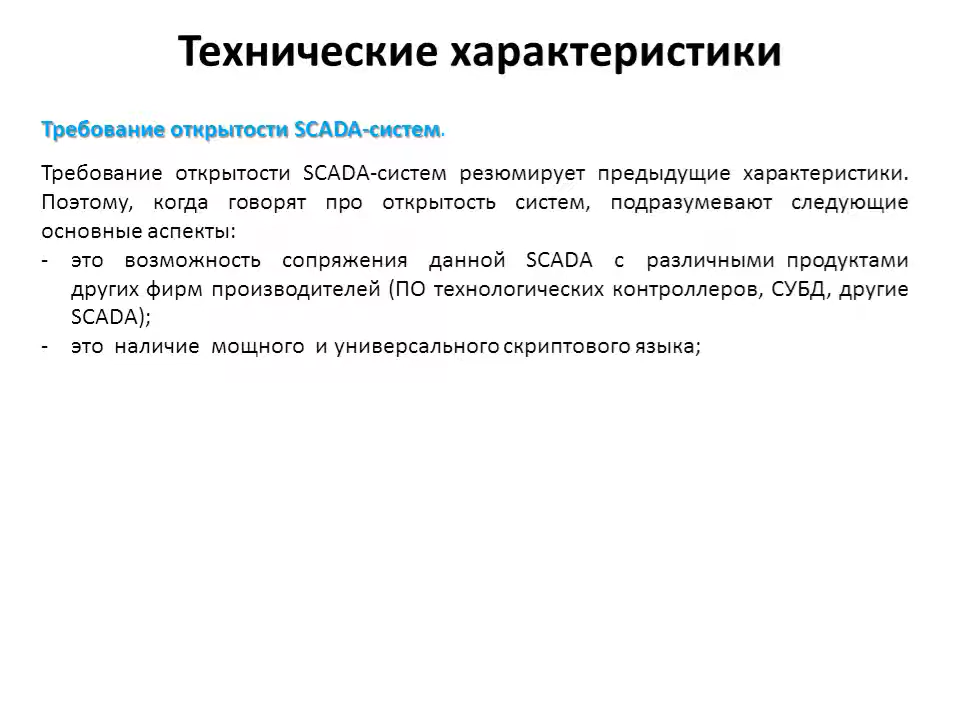 Технические характеристики
Требование открытости SCADA-систем.
Требование открытости SCADA-систем резюмирует предыдущие характеристики.
Поэтому, когда говорят про открытость систем, подразумевают следующие
основные аспекты:
- это возможность сопряжения данной SCADA с различными продуктами
других фирм производителей (ПО технологических контроллеров, СУБД, другие
SCADA);
- это наличие мощного и универсального скриптового языка;